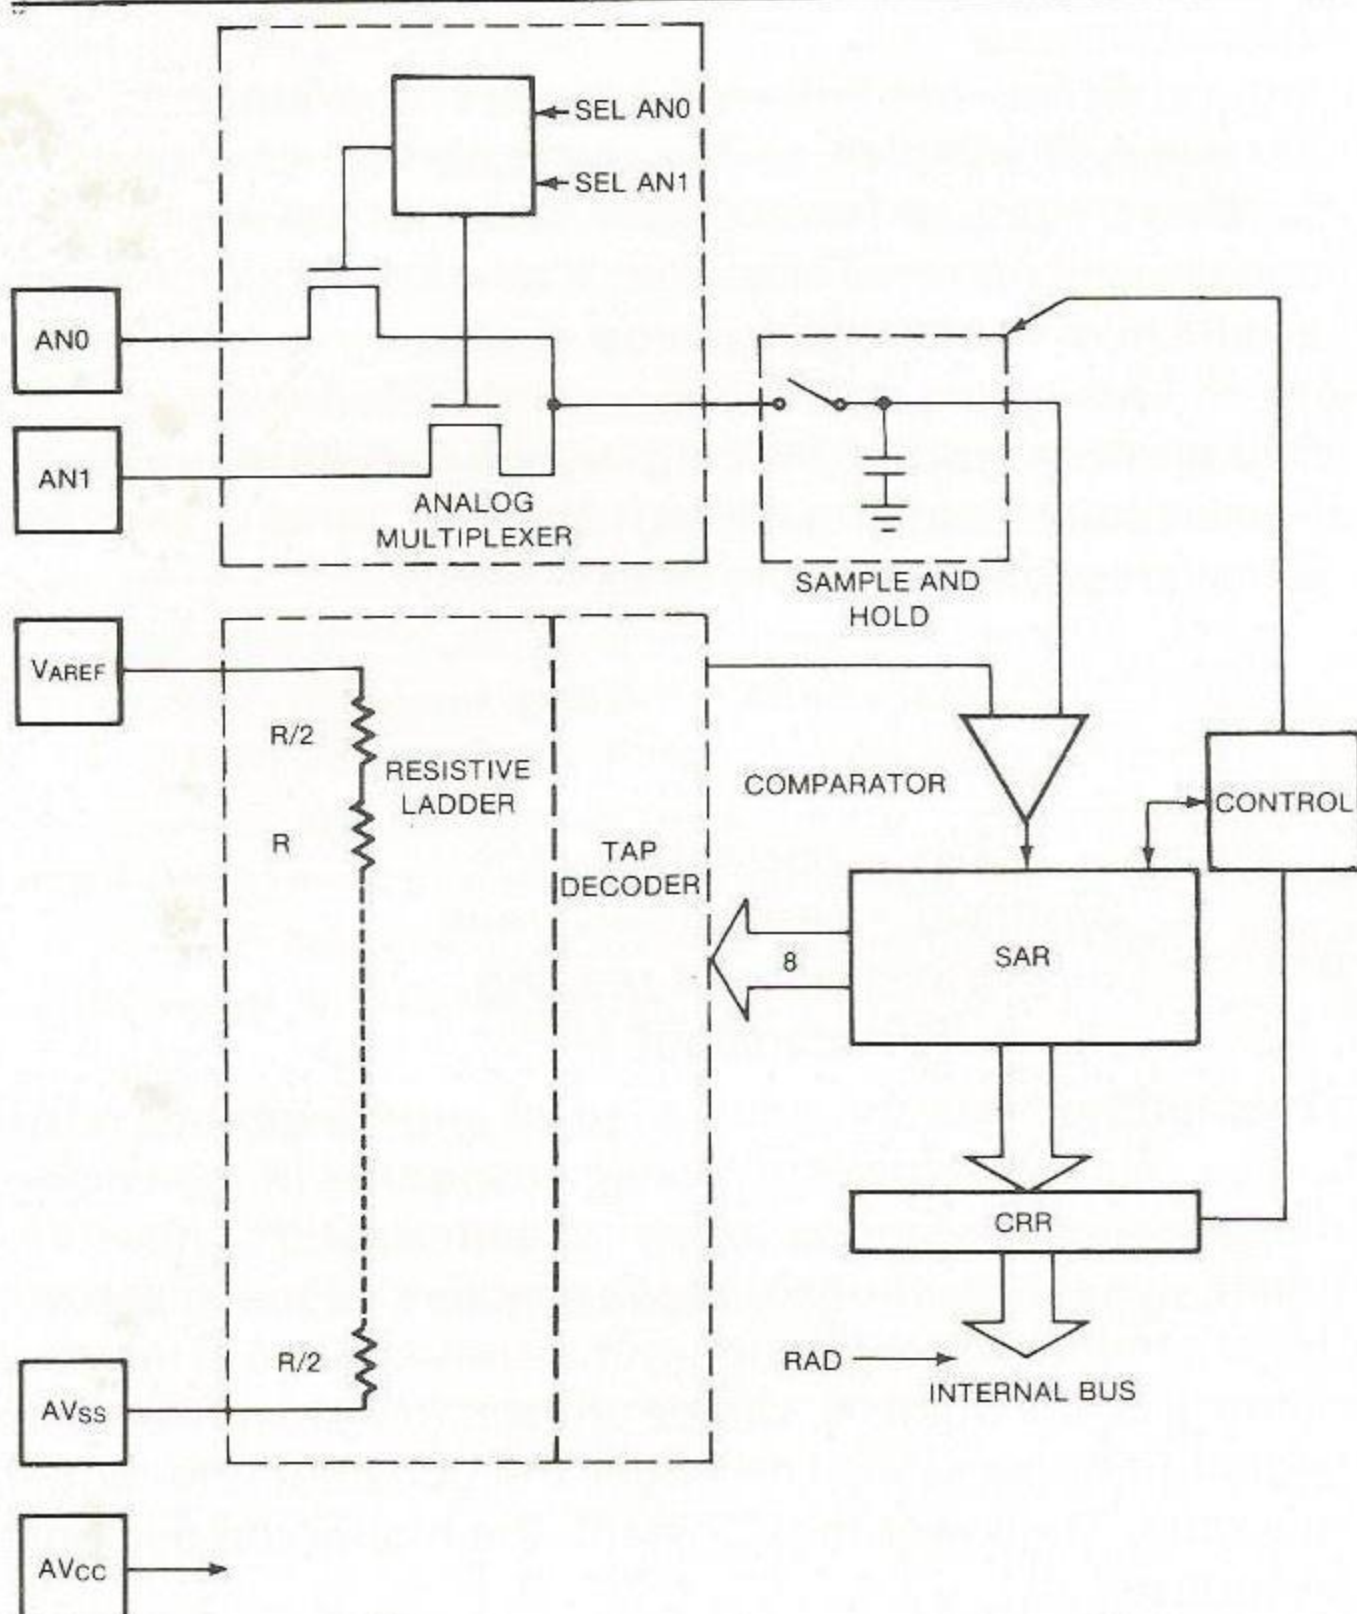 SEL AN0
SEL AN1
AN0
AN1
ANALOG
MULTIPLEXER
SAMPLE AND
HOLD
VAREF
R/2
RESISTIVE
LADDER
R
TAP
DECODER
COMPARATOR
CONTROL
8
SAR
CRR
R/2
RAD
INTERNAL BUS
AVSS
AVCC